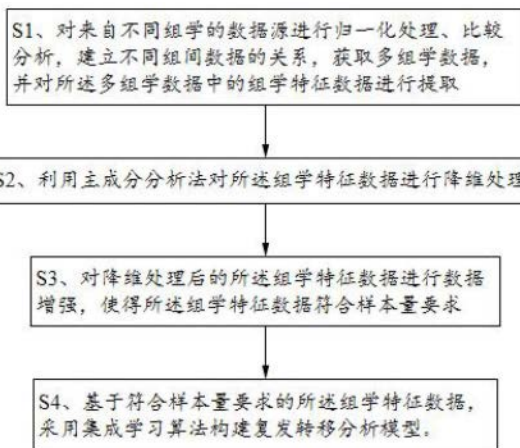 S1、对来自不同组学的数据源进行归一化处理、比较
分析，建立不同组间数据的关系，获取多组学数据，
并对所述多组学数据中的组学特征数据进行提取
S2、利用主成分分析法对所述组学特征数据进行降维处理
S3、对降维处理后的所述组学特征数据进行数据
增强，使得所述组学特征数据符合样本量要求
S4、基于符合样本量要求的所述组学特征数据，
采用集成学习算法构建复发转移分析模型。